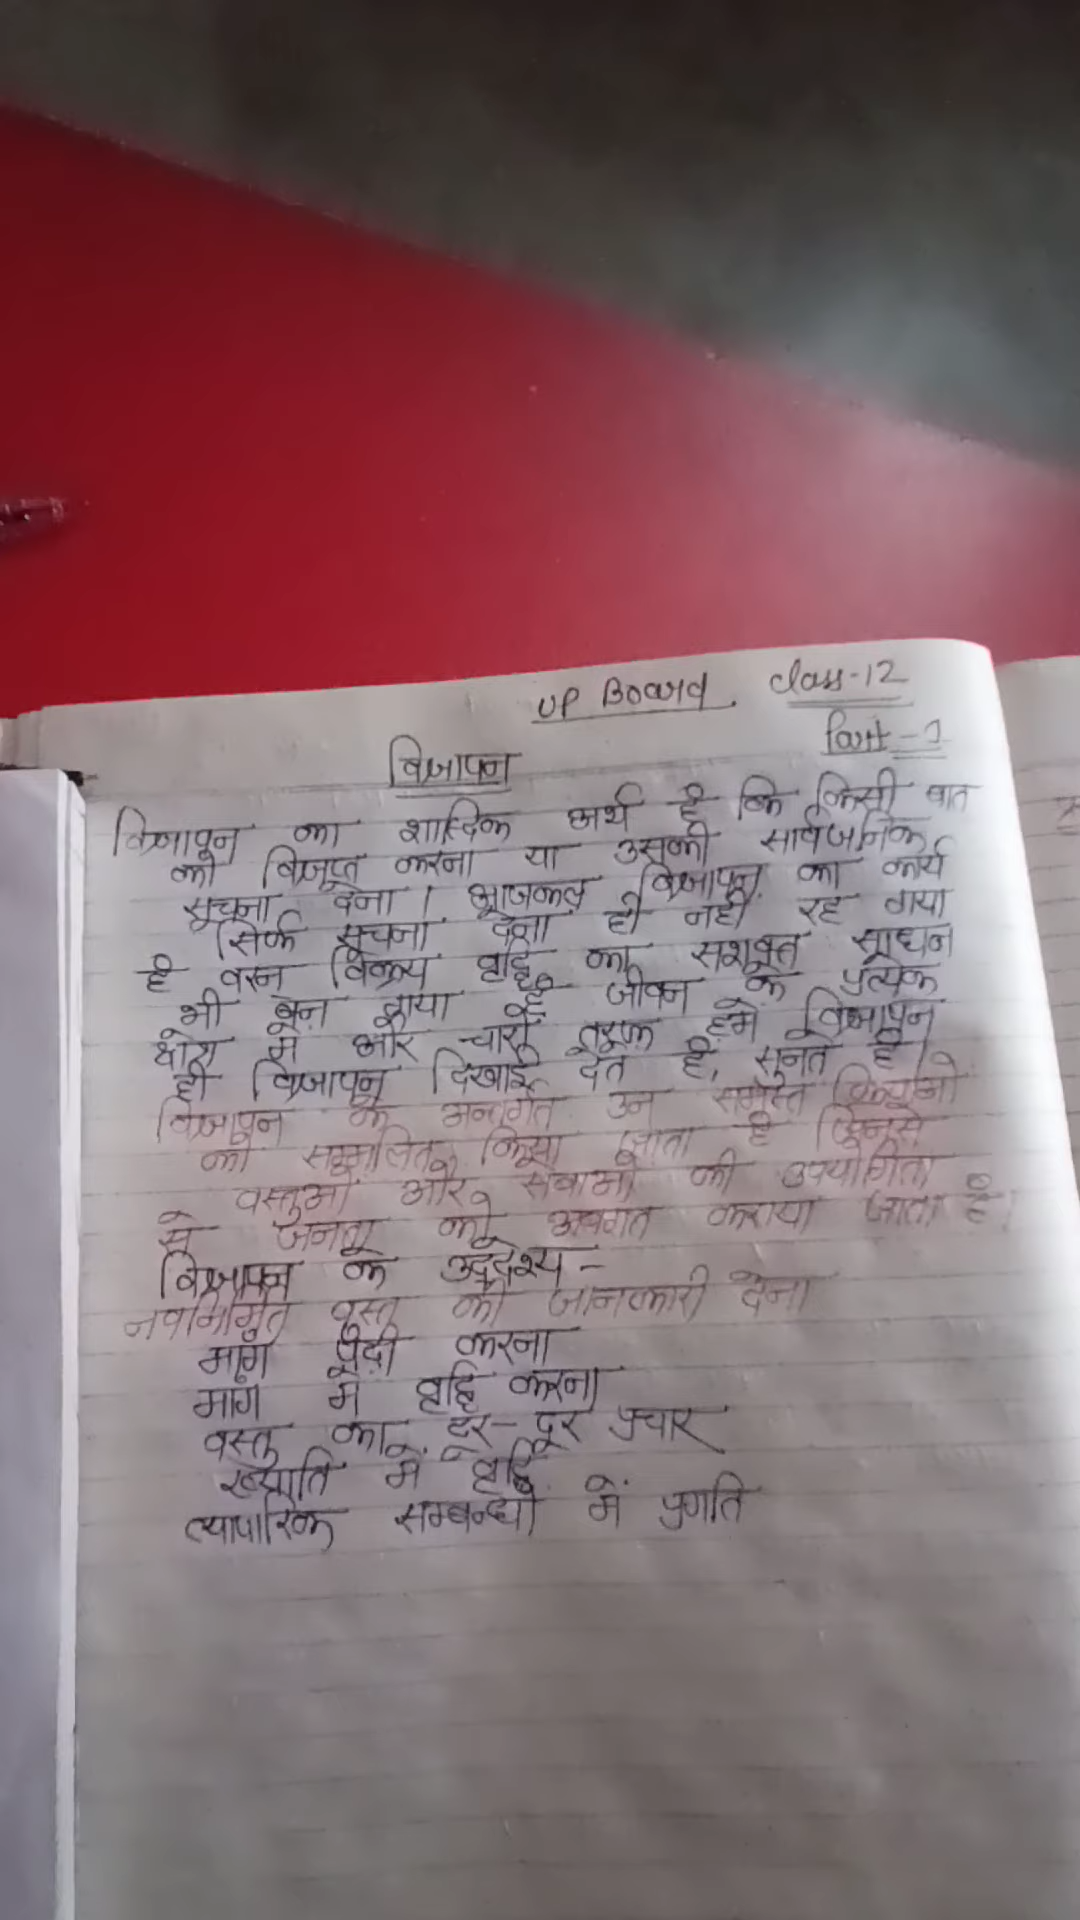 UP Board Class-12
Part-1
विज्ञापन
विज्ञापन का शाब्दिक अर्थ है कि किसी बात
को विज्ञप्त करना या उसकी सार्वजनिक
सूचना देना। आजकल विज्ञापन का कार्य
सिर्फ सूचना देना ही नहीं रह गया
है वरन विक्रय वृद्धि का सशक्त साधन
भी बन गया है जीवन के प्रत्येक
क्षेत्र में और चारों तरफ हमें विज्ञापन
ही विज्ञापन दिखाई देते है, सुनते है।
विज्ञापन के अन्तर्गत उन समस्त क्रियाओ
को सम्मालित किया जाता है जिनसे
वस्तुओं और सेवाओं की उपयोगिता
से जनता को अवगत कराया जाता है।
विज्ञापन के उद्देश्य -
नवनिर्मित वस्तु की जानकारी देना
मांग पैदा करना
मांग में वृद्धि करना
वस्तु का दूर-दूर प्रचार
ख्याति में वृद्धि
व्यापारिक सम्बन्धों में प्रगति